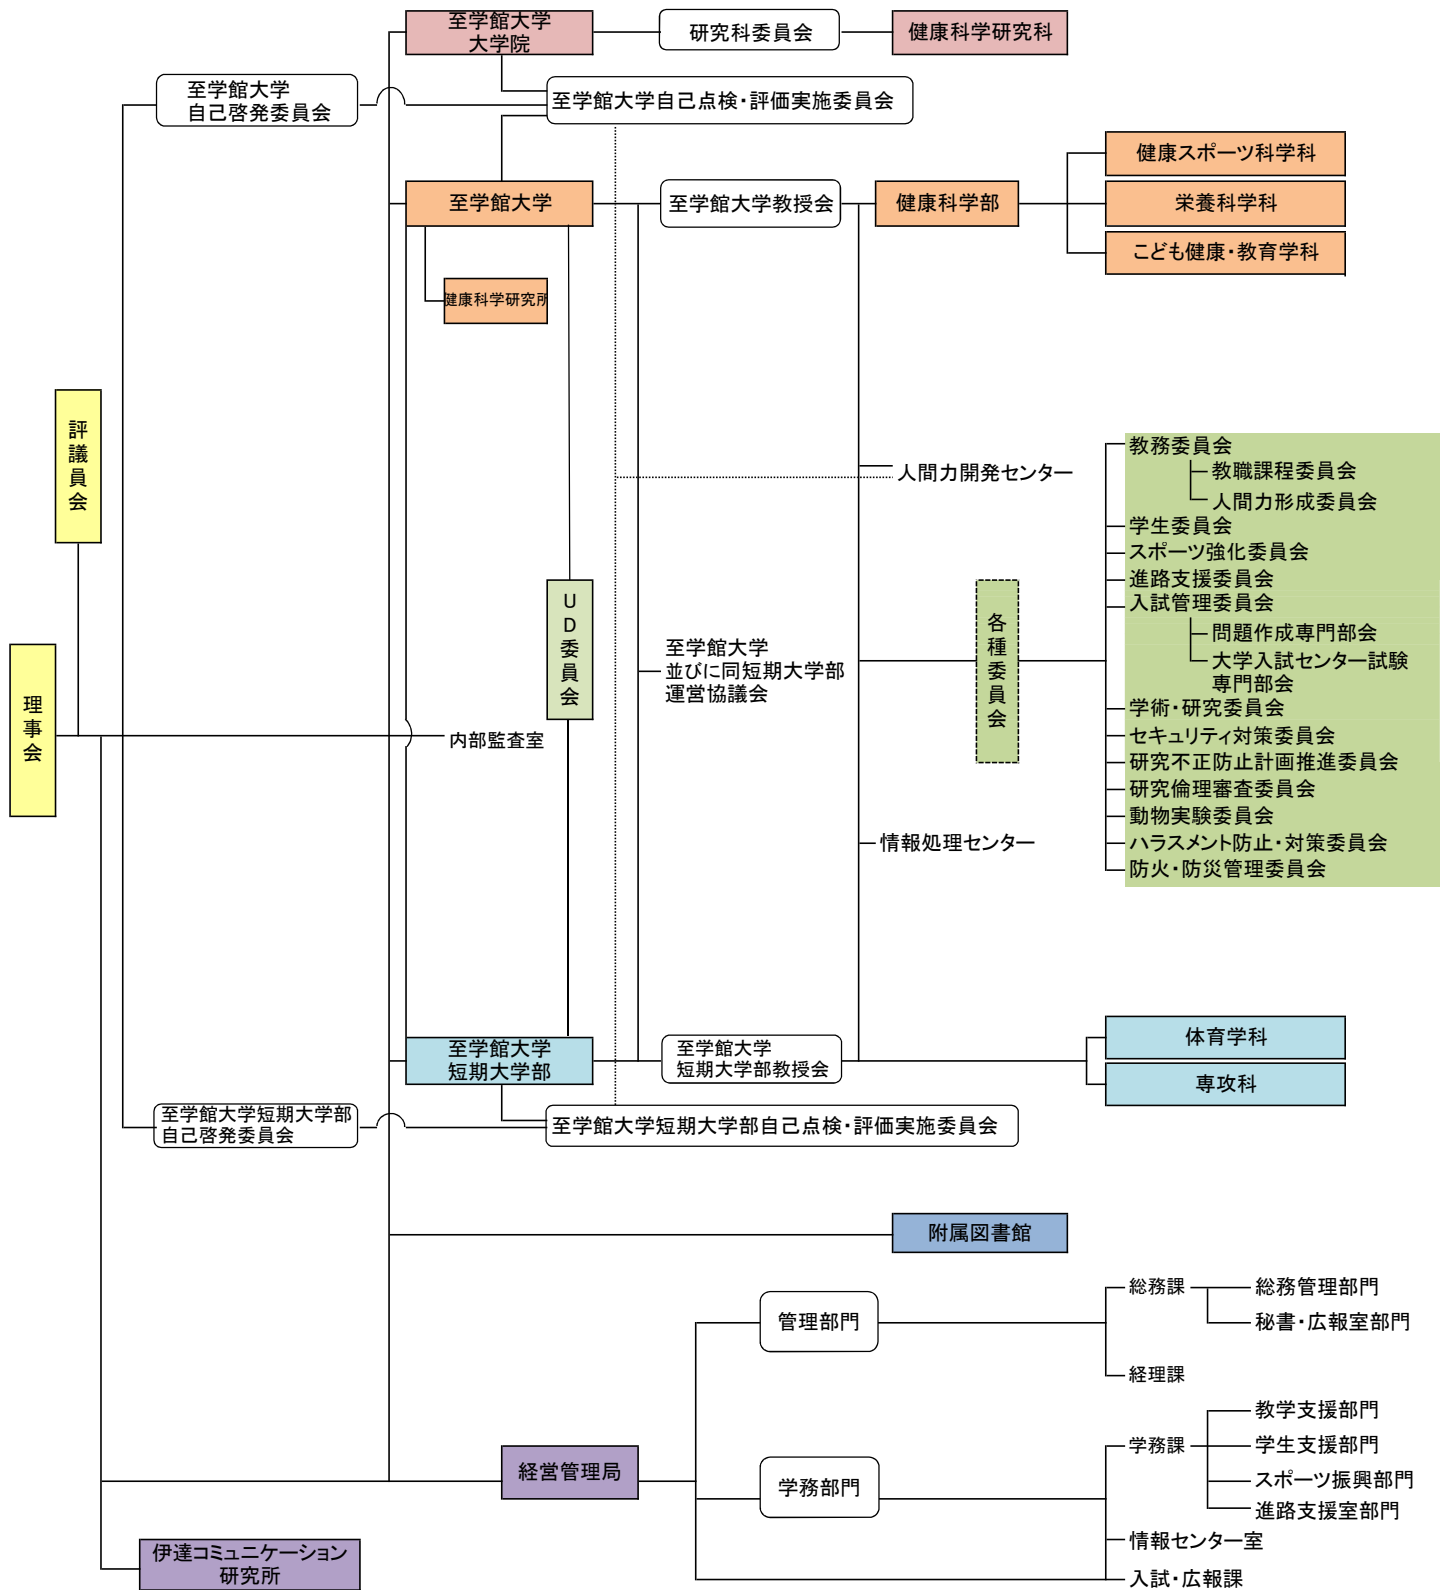 至学館大学
大学院
研究科委員会
健康科学研究科
至学館大学
自己啓発委員会
至学館大学自己点検・評価実施委員会
健康スポーツ科学科
至学館大学
至学館大学教授会
健康科学部
栄養科学科
こども健康・教育学科
健康科学研究所
評議員会
教務委員会
教職課程委員会
人間力開発センター
人間力形成委員会
学生委員会
スポーツ強化委員会
進路支援委員会
入試管理委員会
UD委員会
各種委員会
問題作成専門部会
至学館大学
並びに同短期大学部
運営協議会
大学入試センター試験
専門部会
理事会
学術・研究委員会
内部監査室
セキュリティ対策委員会
研究不正防止計画推進委員会
研究倫理審査委員会
動物実験委員会
情報処理センター
ハラスメント防止・対策委員会
防火・防災管理委員会
至学館大学
短期大学部
至学館大学
短期大学部教授会
体育学科
専攻科
至学館大学短期大学部
自己啓発委員会
至学館大学短期大学部自己点検・評価実施委員会
附属図書館
総務課
総務管理部門
管理部門
秘書・広報室部門
経理課
教学支援部門
学務課
学生支援部門
経営管理局
学務部門
スポーツ振興部門
進路支援室部門
情報センター室
伊達コミュニケーション
研究所
入試・広報課